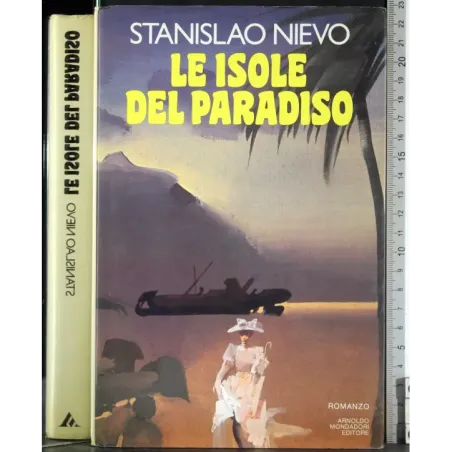 STANISLAO NIEVO LE ISOLE DEL PARADISO
STANISLAO NIEVO
LE ISOLE
DEL PARADISO
ROMANZO
ARNOLDO
MONDADORI
EDITORE